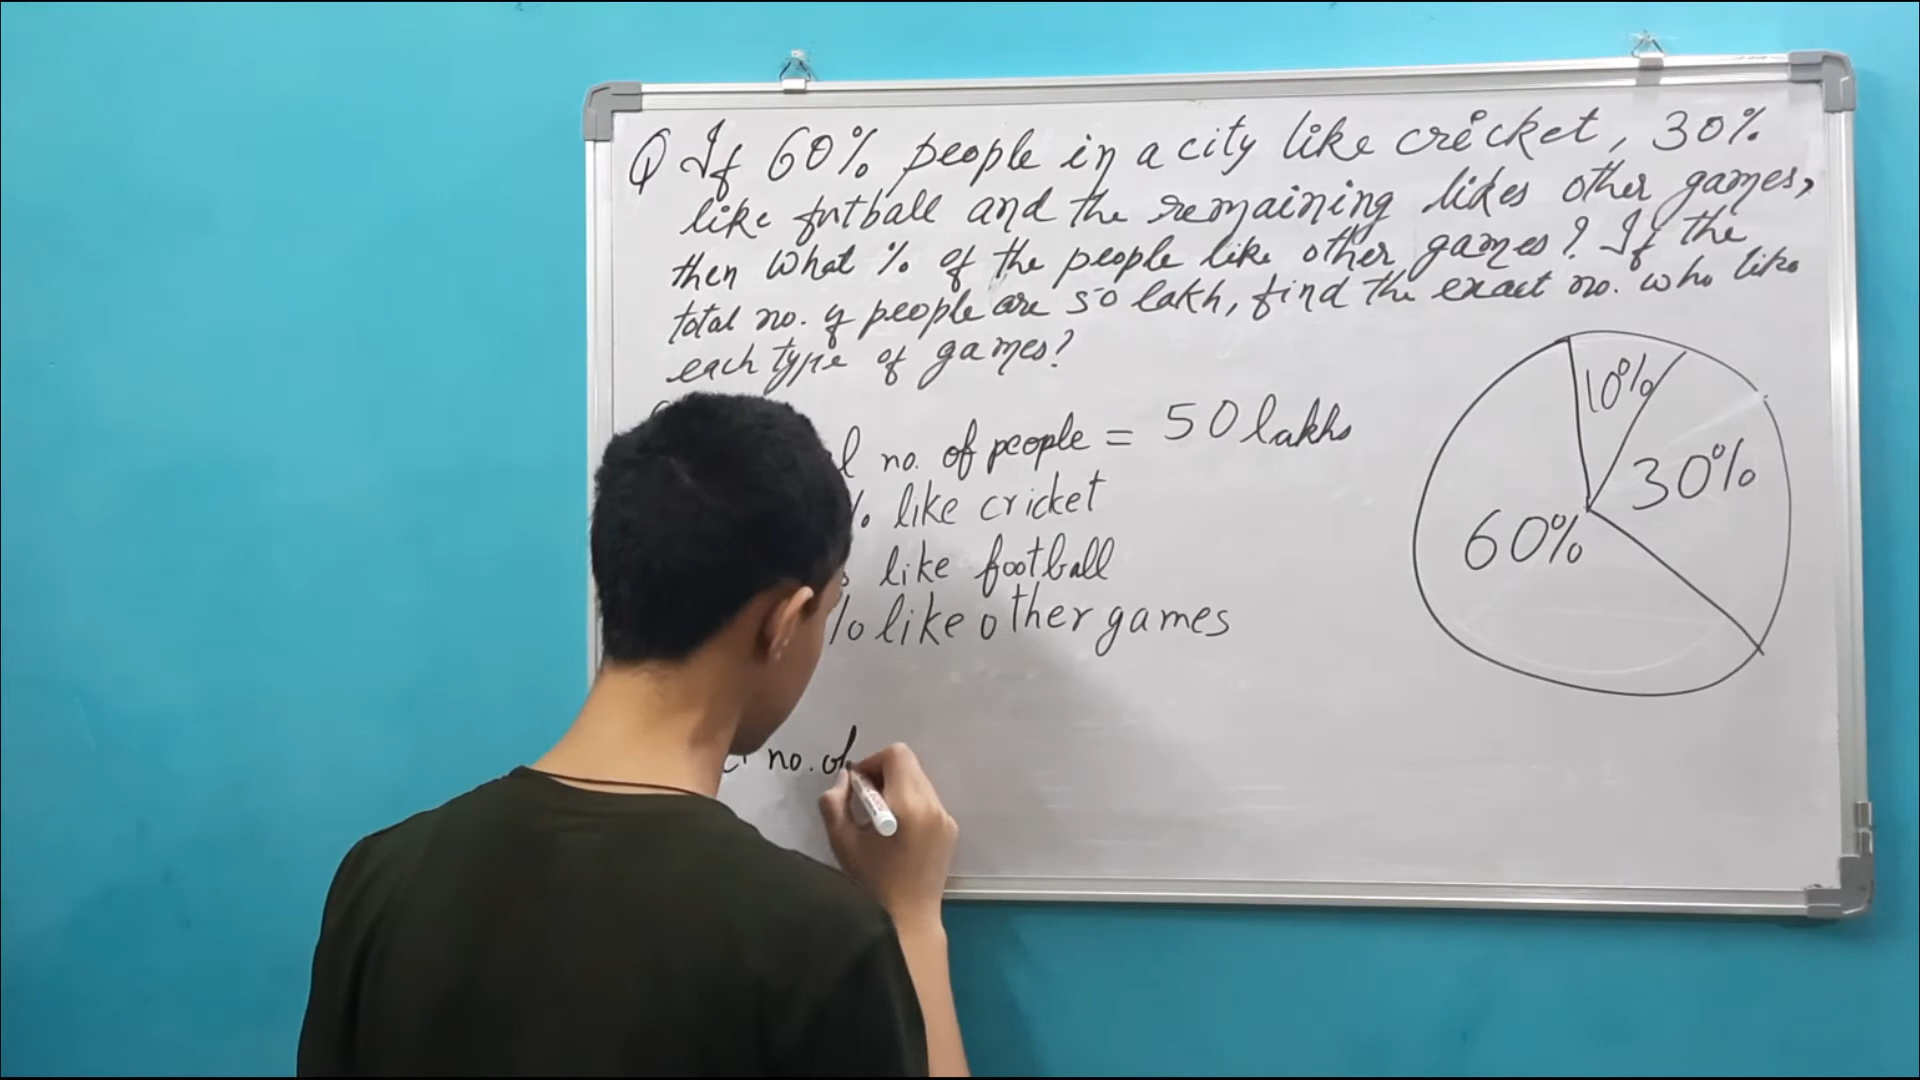 Q If 60% people in a city like cricket, 30%
like futball and the remaining likes other games,
then what % of the people like other games? If the
total no. of people are 50 lakh, find the exact no. who like
each type of games?
l no. of people = 50 lakhs
% like cricket
like football
% like other games
no. of
10%
30%
60%